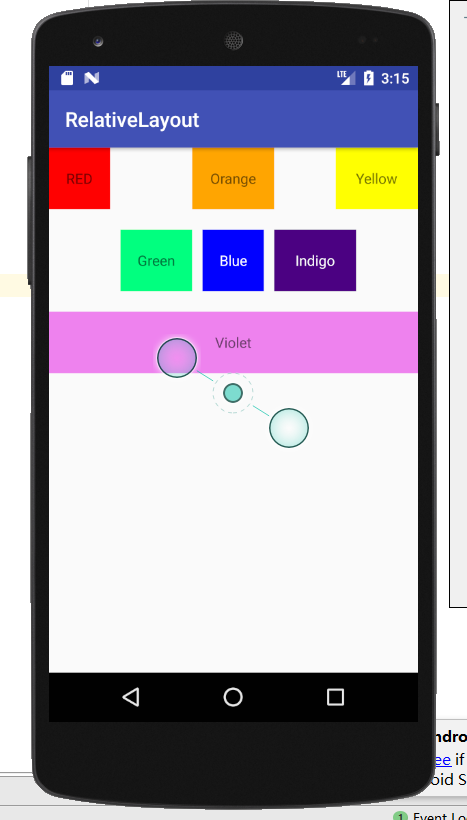 LTE 3:15
RelativeLayout
RED Orange Yellow
Green Blue Indigo
Violet
ndro
ee if
oid S
1 Event Lo